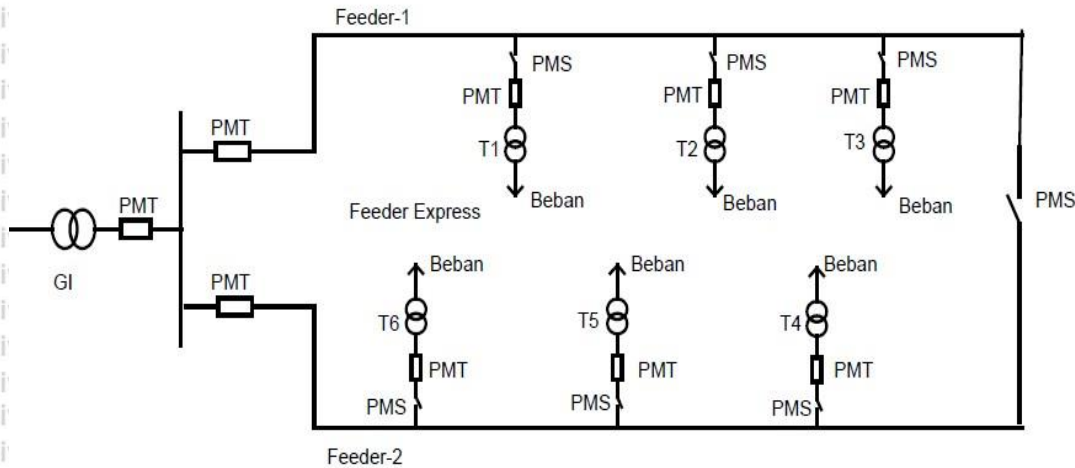 Feeder-1
PMS
PMS
PMS
PMT
PMT
PMT
PMT
T1
T2
T3
Beban
Beban
Beban
PMT
Feeder Express
PMS
GI
PMT
Beban
Beban
Beban
T6
T5
T4
PMT
PMT
PMT
PMS
PMS
PMS
Feeder-2